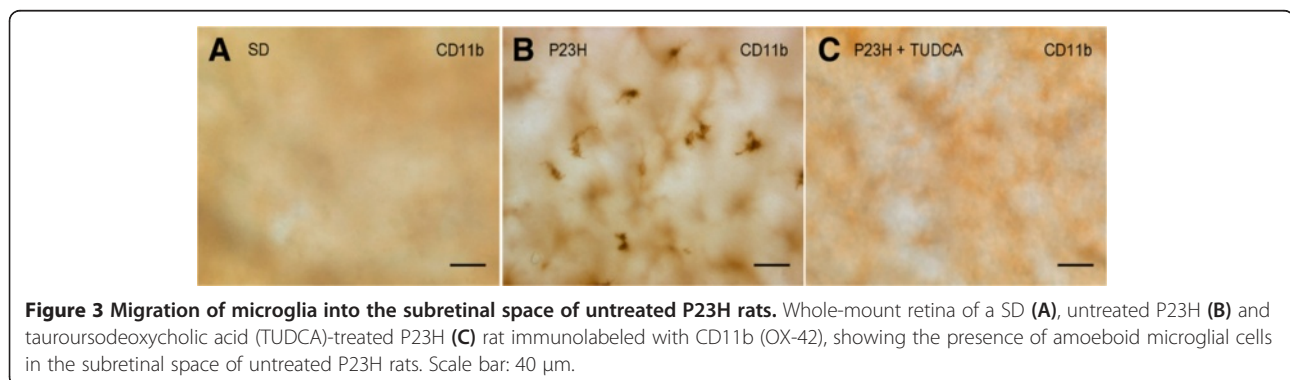 A SD CD11b B P23H CD11b C P23H + TUDCA CD11b
Figure 3 Migration of microglia into the subretinal space of untreated P23H rats. Whole-mount retina of a SD (A), untreated P23H (B) and
tauroursodeoxycholic acid (TUDCA)-treated P23H (C) rat immunolabeled with CD11b (OX-42), showing the presence of amoeboid microglial cells
in the subretinal space of untreated P23H rats. Scale bar: 40 μm.